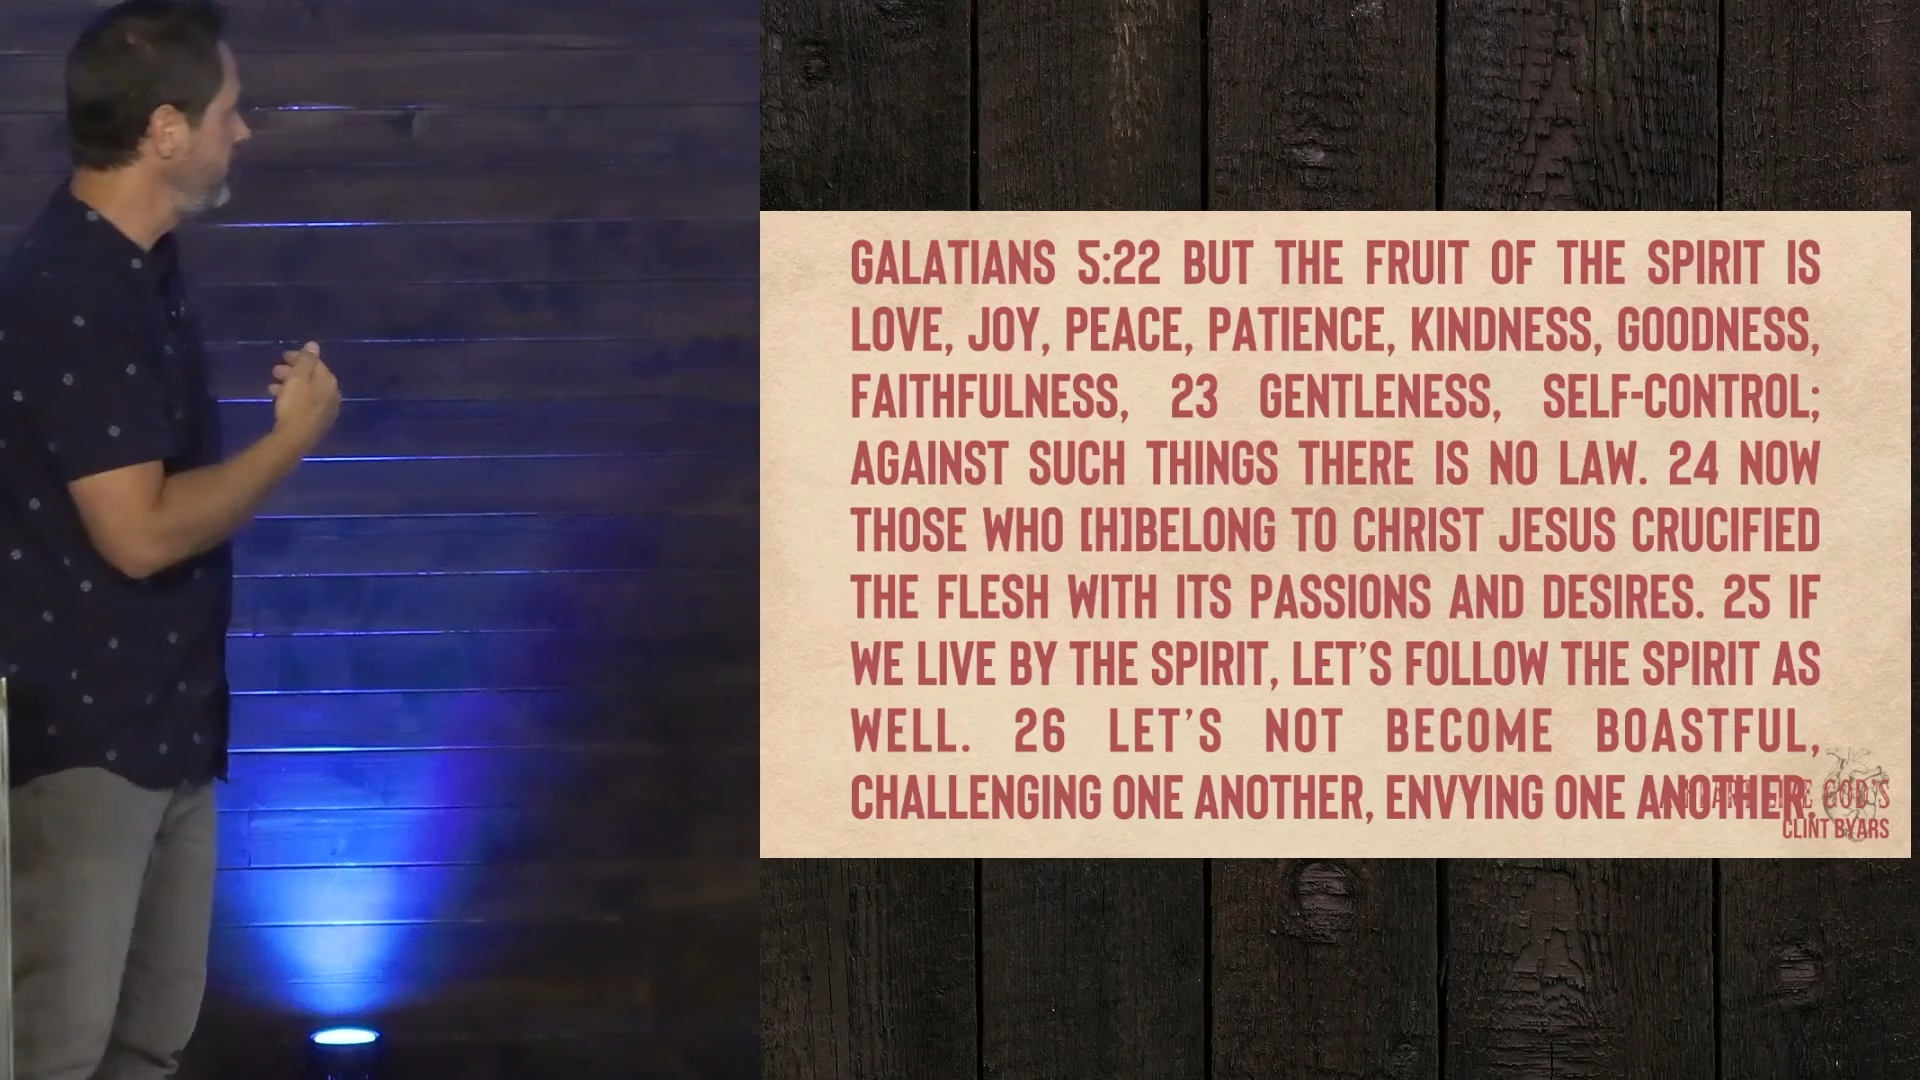 GALATIANS 5:22 BUT THE FRUIT OF THE SPIRIT IS
LOVE, JOY, PEACE, PATIENCE, KINDNESS, GOODNESS,
FAITHFULNESS, 23 GENTLENESS, SELF-CONTROL;
AGAINST SUCH THINGS THERE IS NO LAW. 24 NOW
THOSE WHO [H]BELONG TO CHRIST JESUS CRUCIFIED
THE FLESH WITH ITS PASSIONS AND DESIRES. 25 IF
WE LIVE BY THE SPIRIT, LET'S FOLLOW THE SPIRIT AS
WELL. 26 LET'S NOT BECOME BOASTFUL,
CHALLENGING ONE ANOTHER, ENVYING ONE ANOTHER.
GOD'S
CLINT BYARS